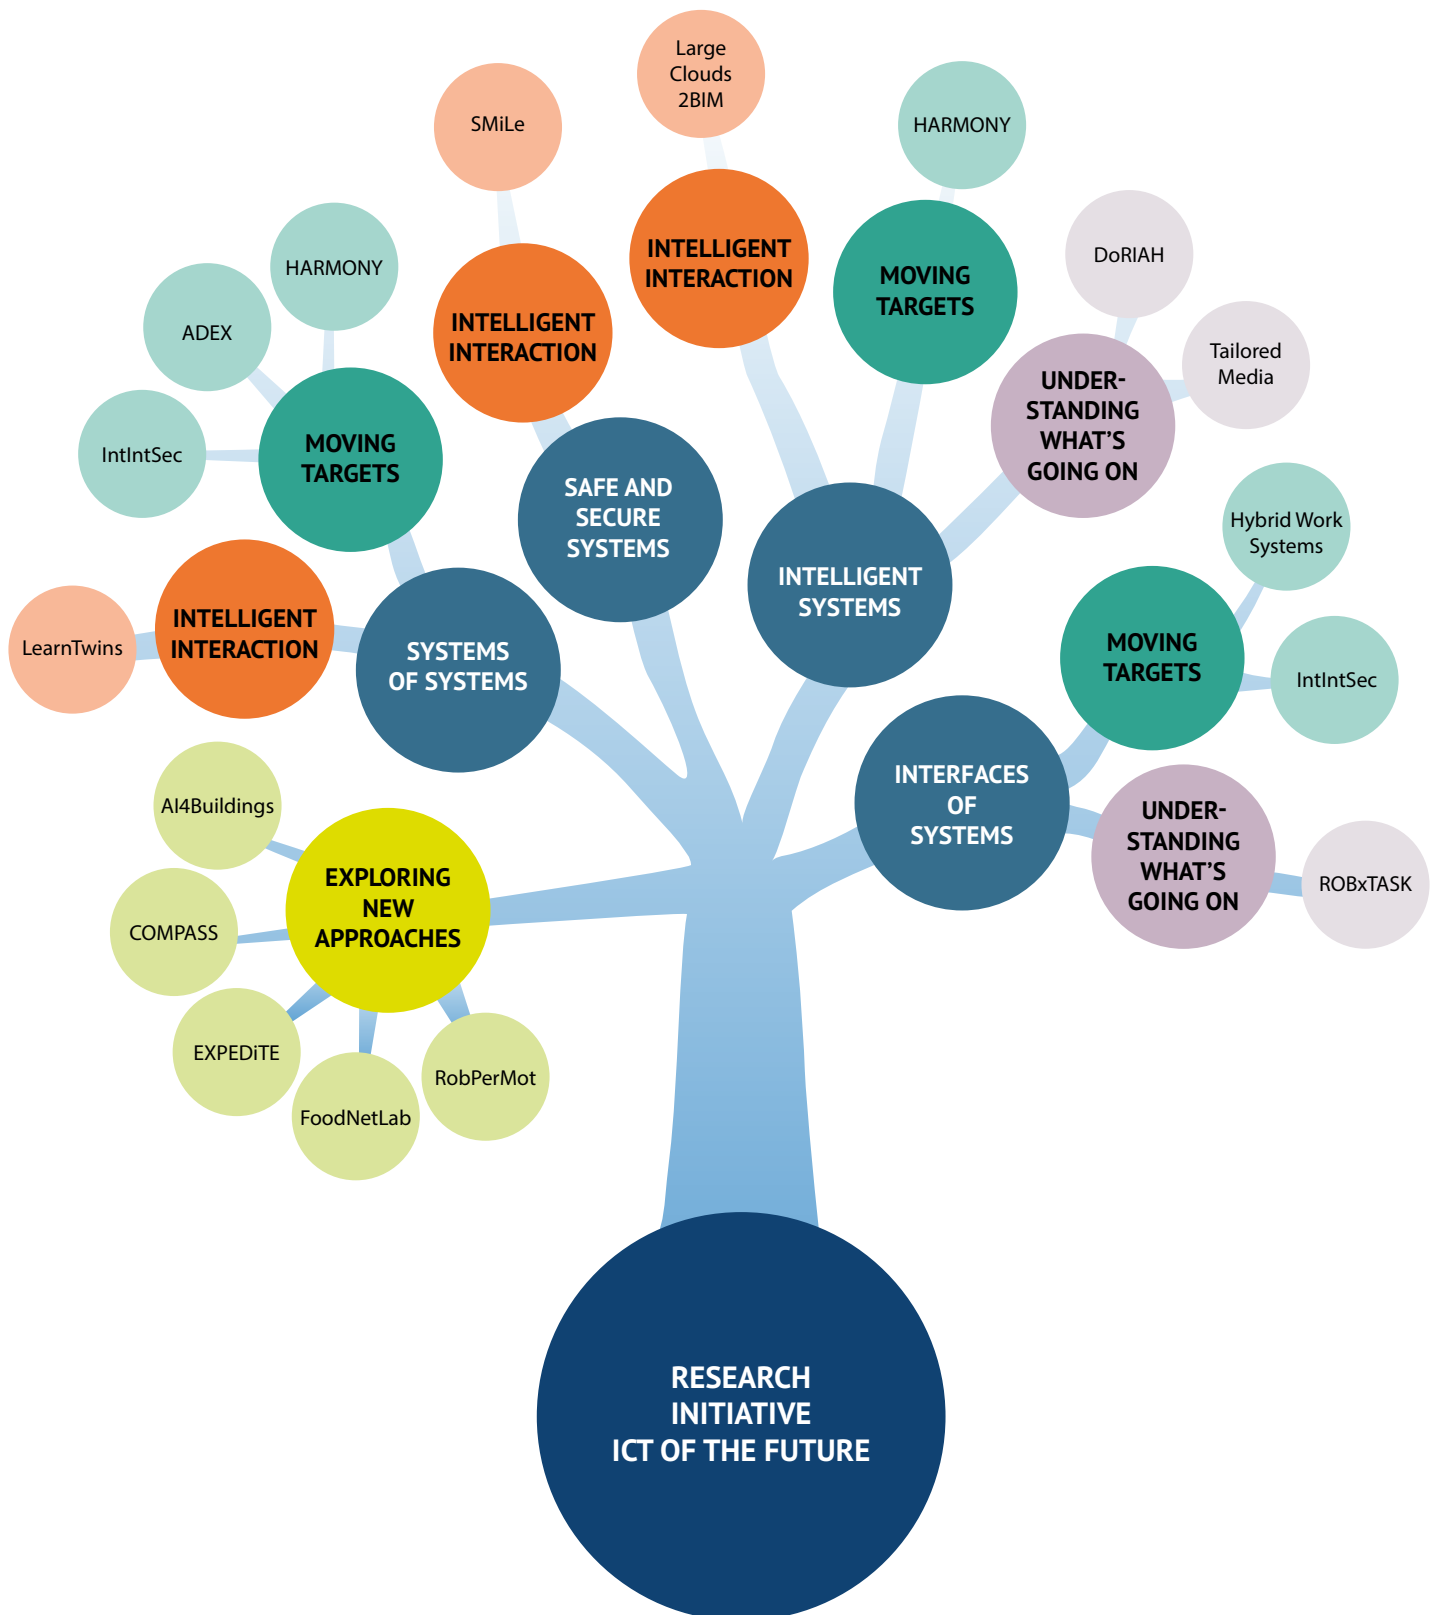 Large
Clouds
2BIM
SMiLe
HARMONY
INTELLIGENT
INTERACTION
MOVING
TARGETS
DoRIAH
HARMONY
ADEX
IntIntSec
MOVING
TARGETS
INTELLIGENT
INTERACTION
UNDER-
STANDING
WHAT’S
GOING ON
Tailored
Media
SAFE AND
SECURE
SYSTEMS
INTELLIGENT
SYSTEMS
Hybrid Work
Systems
LearnTwins
INTELLIGENT
INTERACTION
SYSTEMS
OF SYSTEMS
MOVING
TARGETS
IntIntSec
INTERFACES
OF
SYSTEMS
UNDER-
STANDING
WHAT’S
GOING ON
ROBxTASK
AI4Buildings
EXPLORING
NEW
APPROACHES
COMPASS
EXPEDiTE
FoodNetLab
RobPerMot
RESEARCH
INITIATIVE
ICT OF THE FUTURE